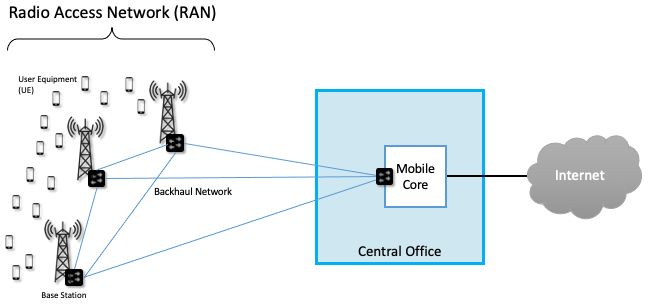 Radio Access Network (RAN)
User Equipment
(UE)
Backhaul Network
Base Station
Mobile
Core
Central Office
Internet